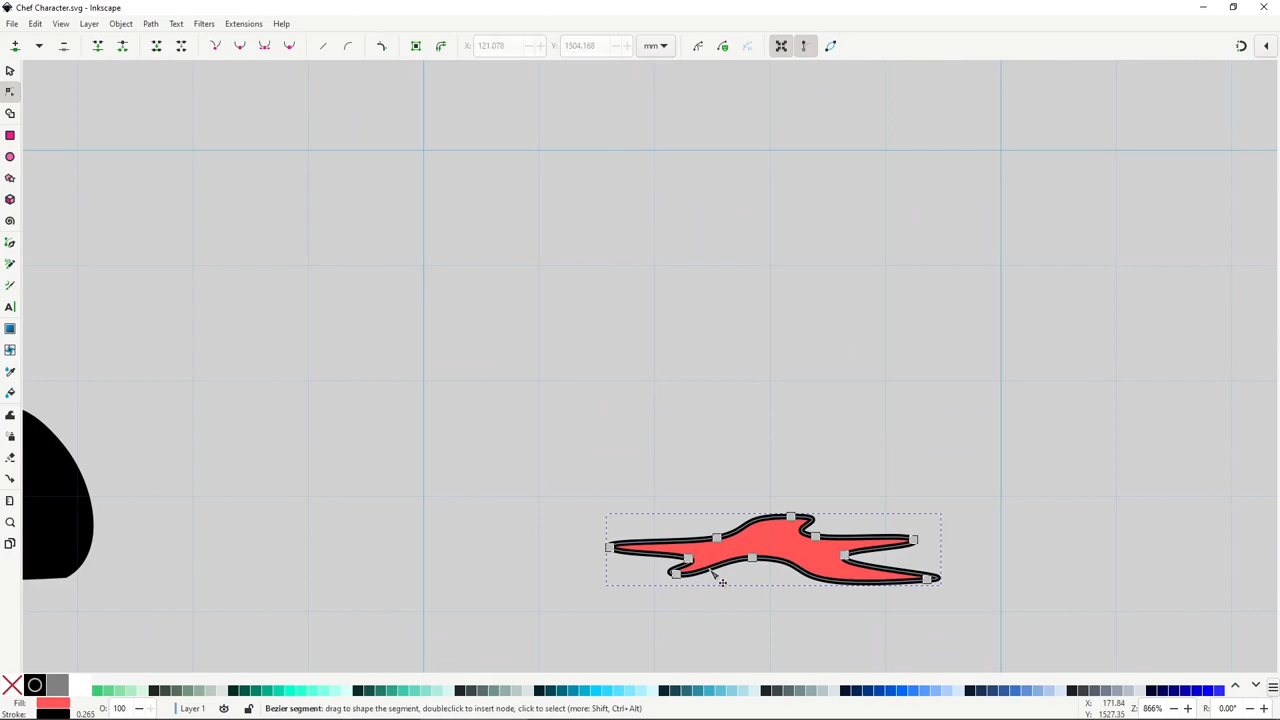 Chef Character.svg - Inkscape
File Edit View Layer Object Path Text Filters Extensions Help
X: 121.078 Y: 1504.168 mm
Fill:
Stroke: 0.265
O: 100
Layer 1
Bezier segment: drag to shape the segment, doubleclick to insert node, click to select (more: Shift, Ctrl+Alt)
X: 171.84
Y: 1527.35
Z: 866%
R: 0.00°